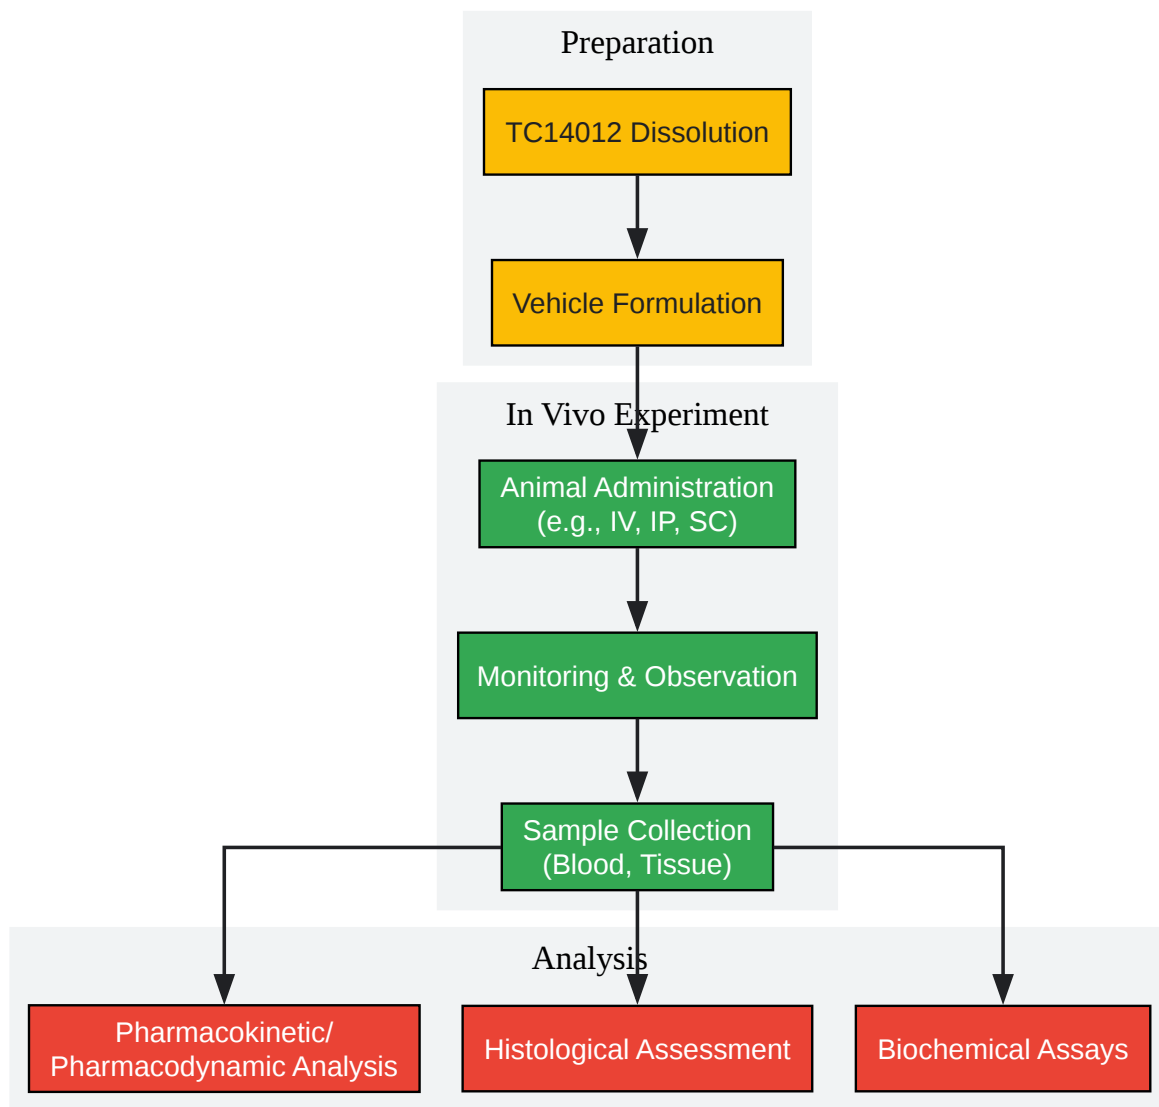 Preparation
TC14012 Dissolution
Vehicle Formulation
In Vivo Experiment
Animal Administration
(e.g., IV, IP, SC)
Monitoring & Observation
Sample Collection
(Blood, Tissue)
Analysis
Pharmacokinetic/
Pharmacodynamic Analysis
Histological Assessment
Biochemical Assays